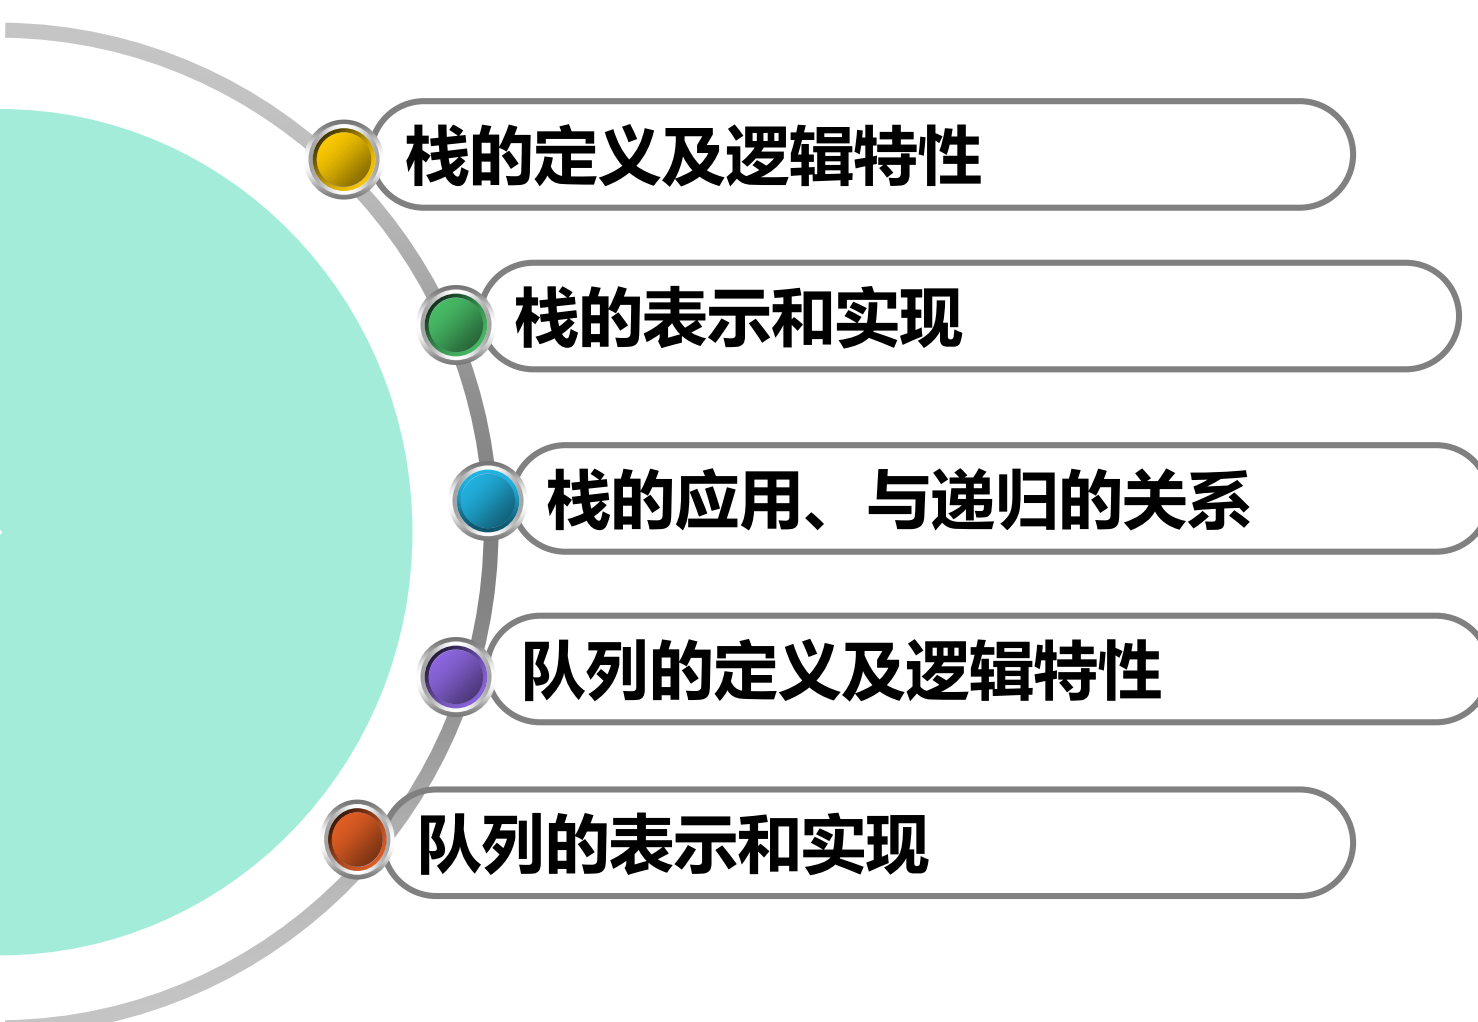 栈的定义及逻辑特性
栈的表示和实现
栈的应用、与递归的关系
队列的定义及逻辑特性
队列的表示和实现